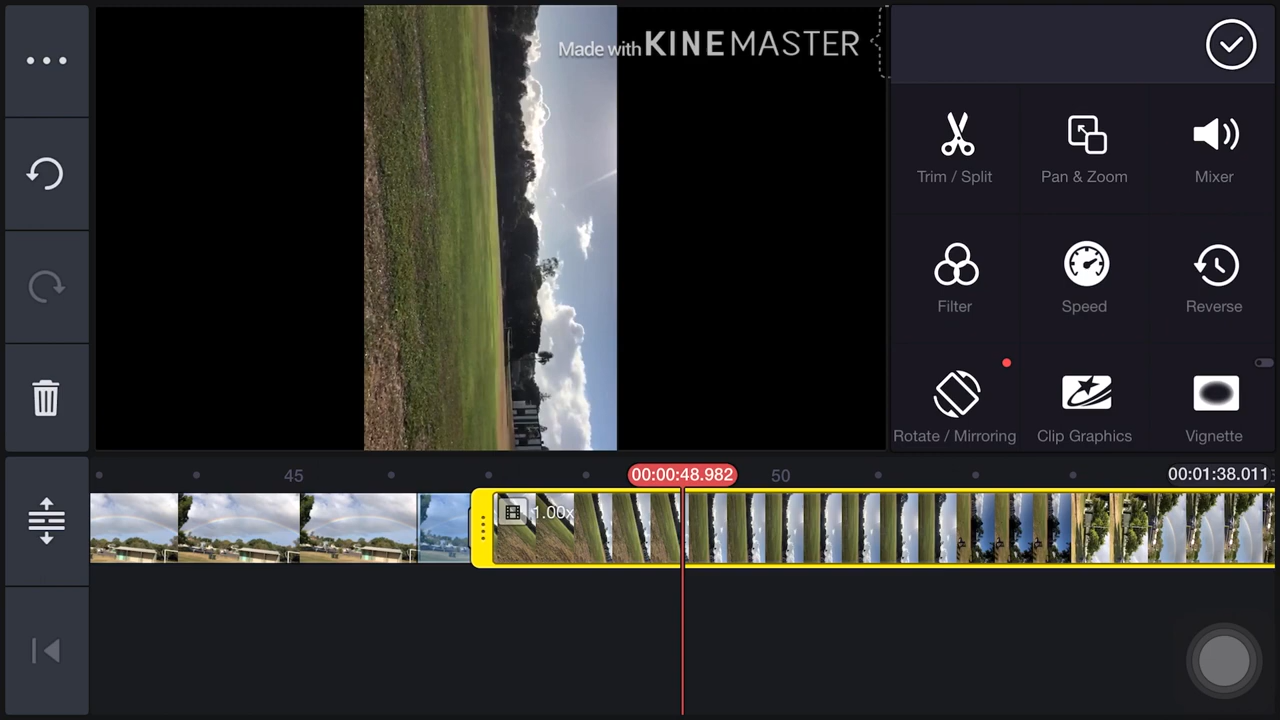 Made with KINEMASTER
Trim / Split
Pan & Zoom
Mixer
Filter
Speed
Reverse
Rotate / Mirroring
Clip Graphics
Vignette
45
00:00:48.982
50
00:01:38.011
1.00x